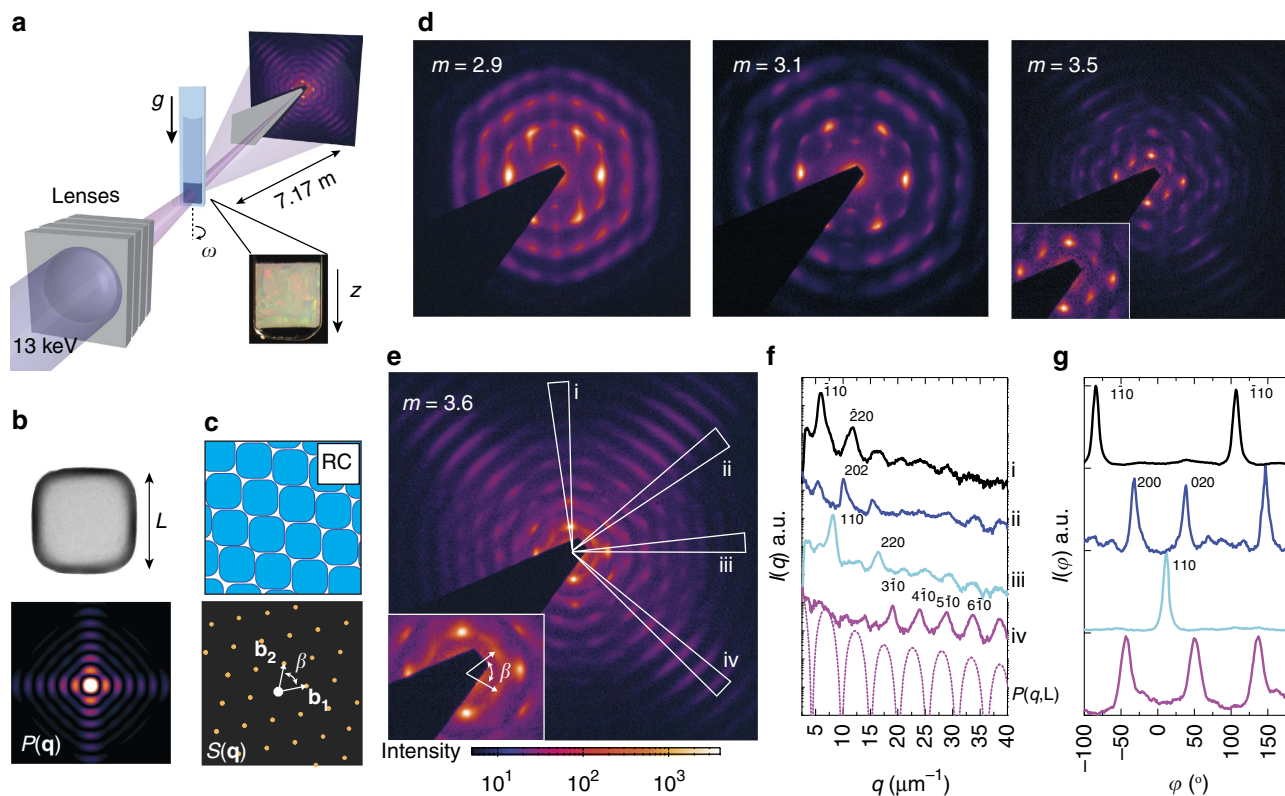 a
g
Lenses
7.17 m
ω
z
13 keV
b
L
P(q)
c
RC
b₂
β
b₁
S(q)
d
m = 2.9
m = 3.1
m = 3.5
e
m = 3.6
i
ii
iii
iv
β
Intensity
10¹ 10² 10³
f
I(q) a.u.
1̄10
2̄20
i
202
ii
110
220
iii
31̄0 41̄0 51̄0 61̄0
iv
P(q,L)
5 10 15 20 25 30 35 40
q (μm⁻¹)
g
I(φ) a.u.
11̄0
1̄10
200
020
110
−100 −50 0 50 100 150
φ (°)